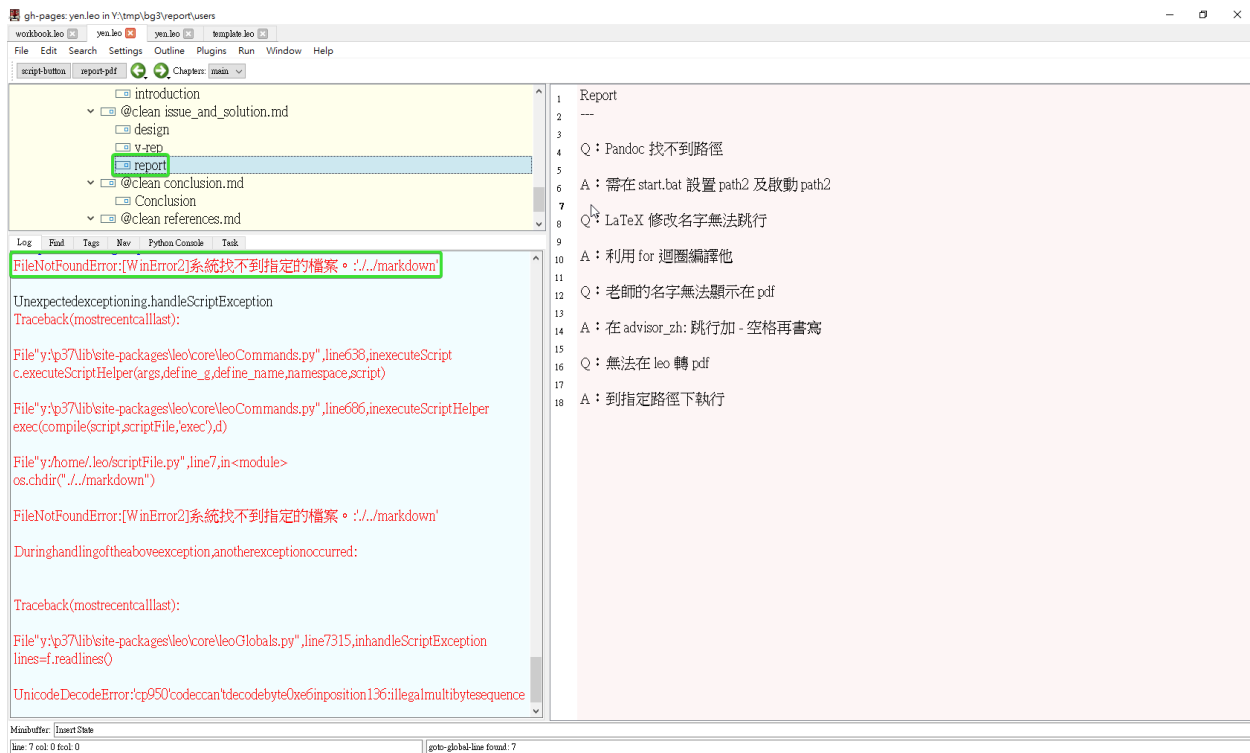 gh-pages: yen.leo in Y:\tmp\bg3\report\users
workbook.leo yen.leo yen.leo template.leo
File Edit Search Settings Outline Plugins Run Window Help
script-button report-pdf Chapters: main
introduction
@clean issue_and_solution.md
design
v-rep
report
@clean conclusion.md
Conclusion
@clean references.md
Log Find Tags Nav Python Console Task
FileNotFoundError:[WinError2]系統找不到指定的檔案。:'./../markdown'
Unexpectedexceptioning.handleScriptException
Traceback(mostrecentcalllast):
File"y:\p37\lib\site-packages\leo\core\leoCommands.py",line638,inexecuteScript
c.executeScriptHelper(args,define_g,define_name,namespace,script)
File"y:\p37\lib\site-packages\leo\core\leoCommands.py",line686,inexecuteScriptHelper
exec(compile(script,scriptFile,'exec'),d)
File"y:/home/.leo/scriptFile.py",line7,in<module>
os.chdir("./../markdown")
FileNotFoundError:[WinError2]系統找不到指定的檔案。:'./../markdown'
Duringhandlingoftheaboveexception,anotherexceptionoccurred:
Traceback(mostrecentcalllast):
File"y:\p37\lib\site-packages\leo\core\leoGlobals.py",line7315,inhandleScriptException
lines=f.readlines()
UnicodeDecodeError:'cp950'codeccan'tdecodebyte0xe6inposition136:illegalmultibytesequence
1 Report
2 ---
3
4 Q：Pandoc 找不到路徑
5
6 A：需在 start.bat 設置 path2 及啟動 path2
7
8 Q：LaTeX 修改名字無法跳行
9
10 A：利用 for 迴圈編譯他
11
12 Q：老師的名字無法顯示在 pdf
13
14 A：在 advisor_zh: 跳行加 - 空格再書寫
15
16 Q：無法在 leo 轉 pdf
17
18 A：到指定路徑下執行
Minibuffer: Insert State
line: 7 col: 0 fcol: 0
goto-global-line found: 7